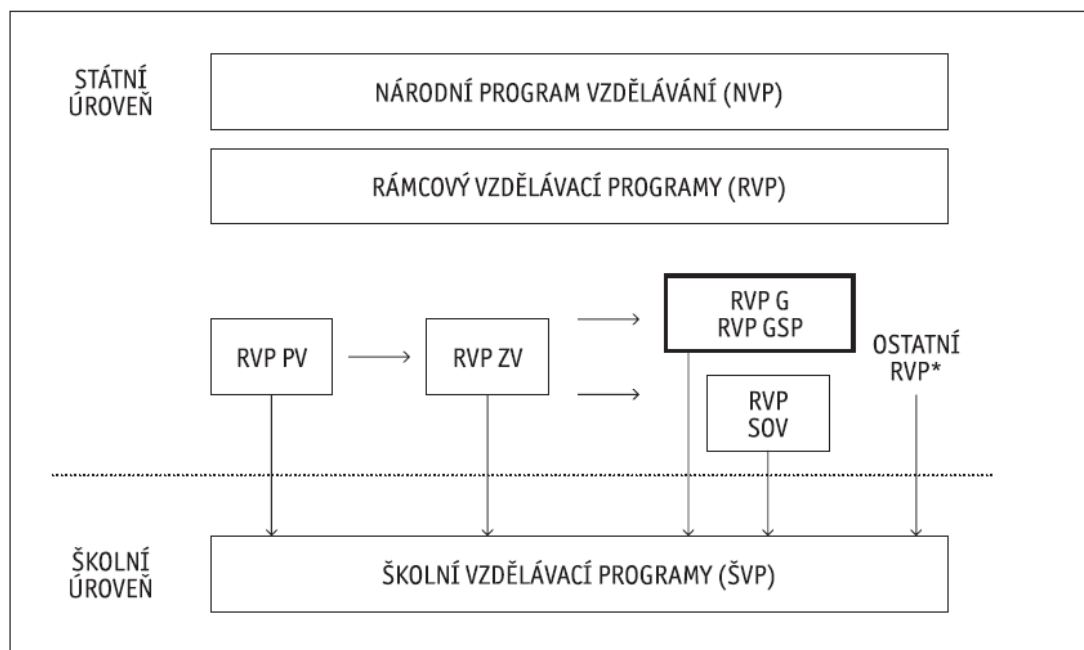 STÁTNÍ
ÚROVEŇ
NÁRODNÍ PROGRAM VZDĚLÁVÁNÍ (NVP)
RÁMCOVÝ VZDĚLÁVACÍ PROGRAMY (RVP)
RVP PV
RVP ZV
RVP G
RVP GSP
RVP
SOV
OSTATNÍ
RVP*
ŠKOLNÍ
ÚROVEŇ
ŠKOLNÍ VZDĚLÁVACÍ PROGRAMY (ŠVP)